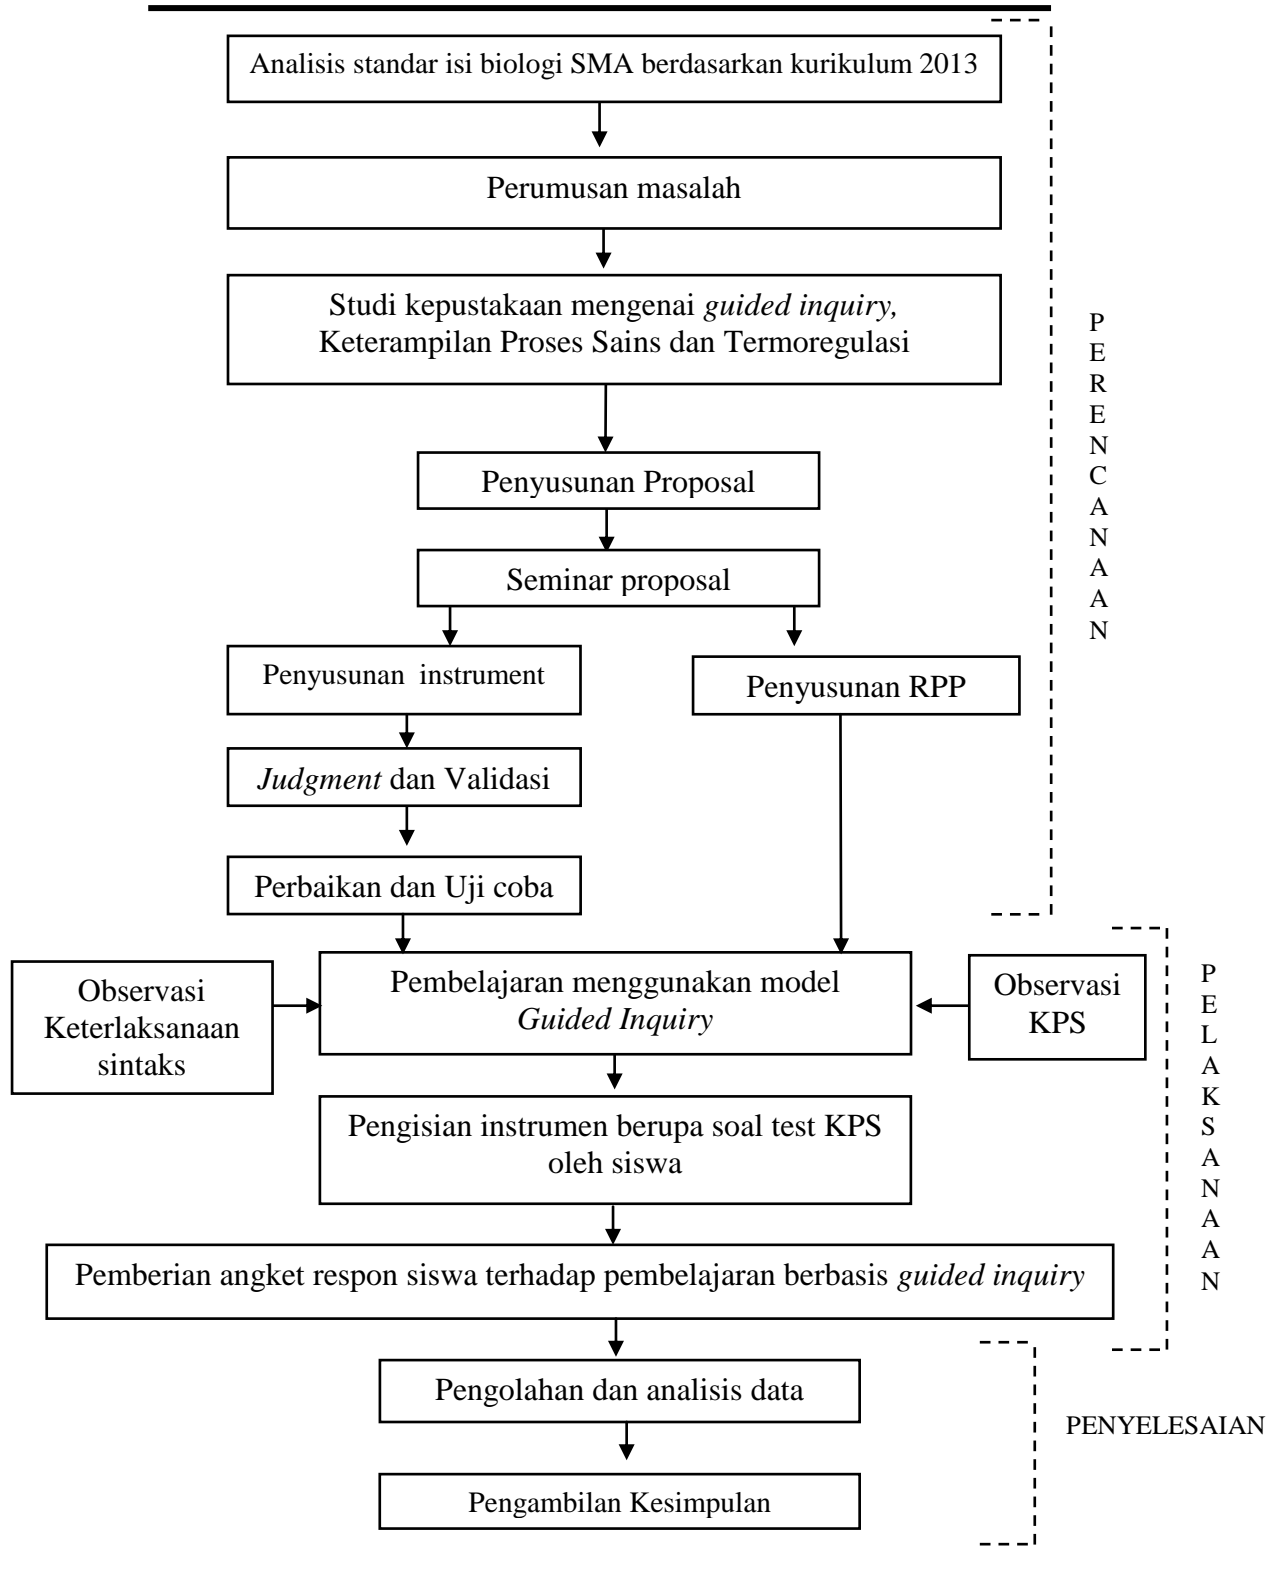 Analisis standar isi biologi SMA berdasarkan kurikulum 2013
Perumusan masalah
Studi kepustakaan mengenai guided inquiry,
Keterampilan Proses Sains dan Termoregulasi
Penyusunan Proposal
Seminar proposal
Penyusunan instrument
Penyusunan RPP
Judgment dan Validasi
Perbaikan dan Uji coba
PERENCANAAN
Observasi
Keterlaksanaan
sintaks
Pembelajaran menggunakan model
Guided Inquiry
Observasi
KPS
Pengisian instrumen berupa soal test KPS
oleh siswa
Pemberian angket respon siswa terhadap pembelajaran berbasis guided inquiry
PELAKSANAAN
Pengolahan dan analisis data
Pengambilan Kesimpulan
PENYELESAIAN